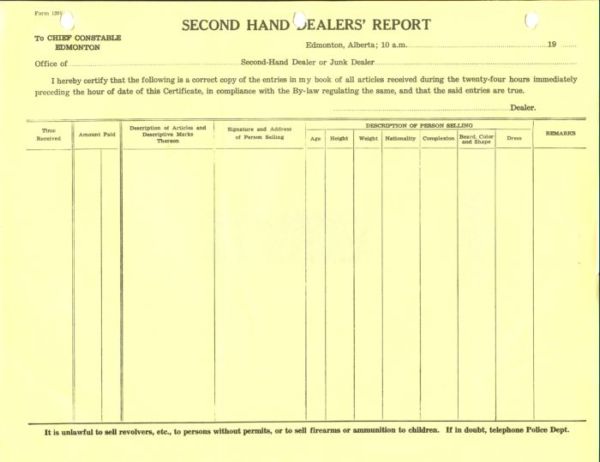 Form 120
SECOND HAND DEALERS' REPORT
To CHIEF CONSTABLE
EDMONTON
Edmonton, Alberta; 10 a.m. 19
Office of Second-Hand Dealer or Junk Dealer
I hereby certify that the following is a correct copy of the entries in my book of all articles received during the twenty-four hours immediately
preceding the hour of date of this Certificate, in compliance with the By-law regulating the same, and that the said entries are true.
Dealer.
Time
Received
Amount Paid
Description of Articles and
Descriptive Marks
Thereon
Signature and Address
of Person Selling
DESCRIPTION OF PERSON SELLING
Age
Height
Weight
Nationality
Complexion
Beard, Color
and Shape
Dress
REMARKS
It is unlawful to sell revolvers, etc., to persons without permits, or to sell firearms or ammunition to children. If in doubt, telephone Police Dept.